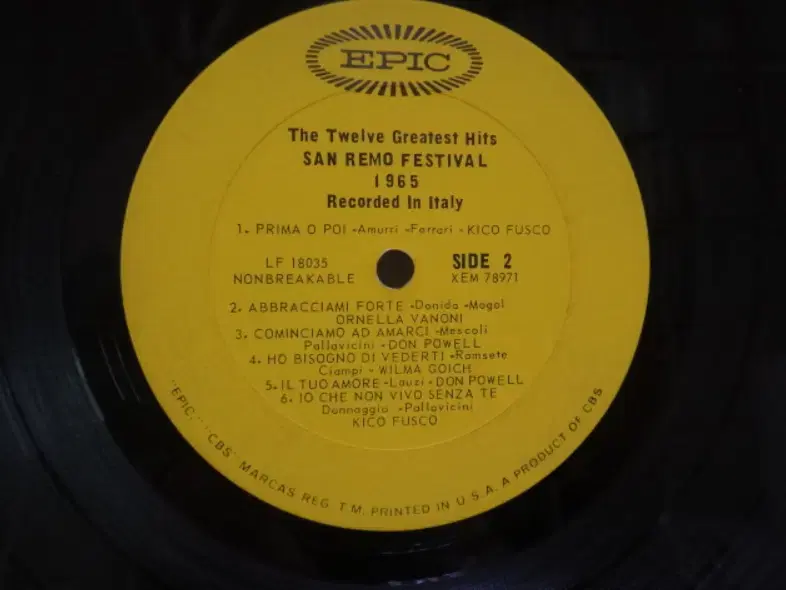 EPIC
The Twelve Greatest Hits
SAN REMO FESTIVAL
1965
Recorded In Italy
1. PRIMA O POI -Amurri -Ferrari - KICO FUSCO
LF 18035
NONBREAKABLE
SIDE 2
XEM 78971
2. ABBRACCIAMI FORTE -Donida -Mogol
ORNELLA VANONI
3. COMINCIAMO AD AMARCI -Mescoli
Pallavicini -DON POWELL
4. HO BISOGNO DI VEDERTI -Ramsete
Ciampi - WILMA GOICH
5. IL TUO AMORE -Lauzi -DON POWELL
6. IO CHE NON VIVO SENZA TE
Donnaggio -Pallavicini
KICO FUSCO
"EPIC," "CBS" MARCAS REG. T.M. PRINTED IN U.S.A. A PRODUCT OF CBS